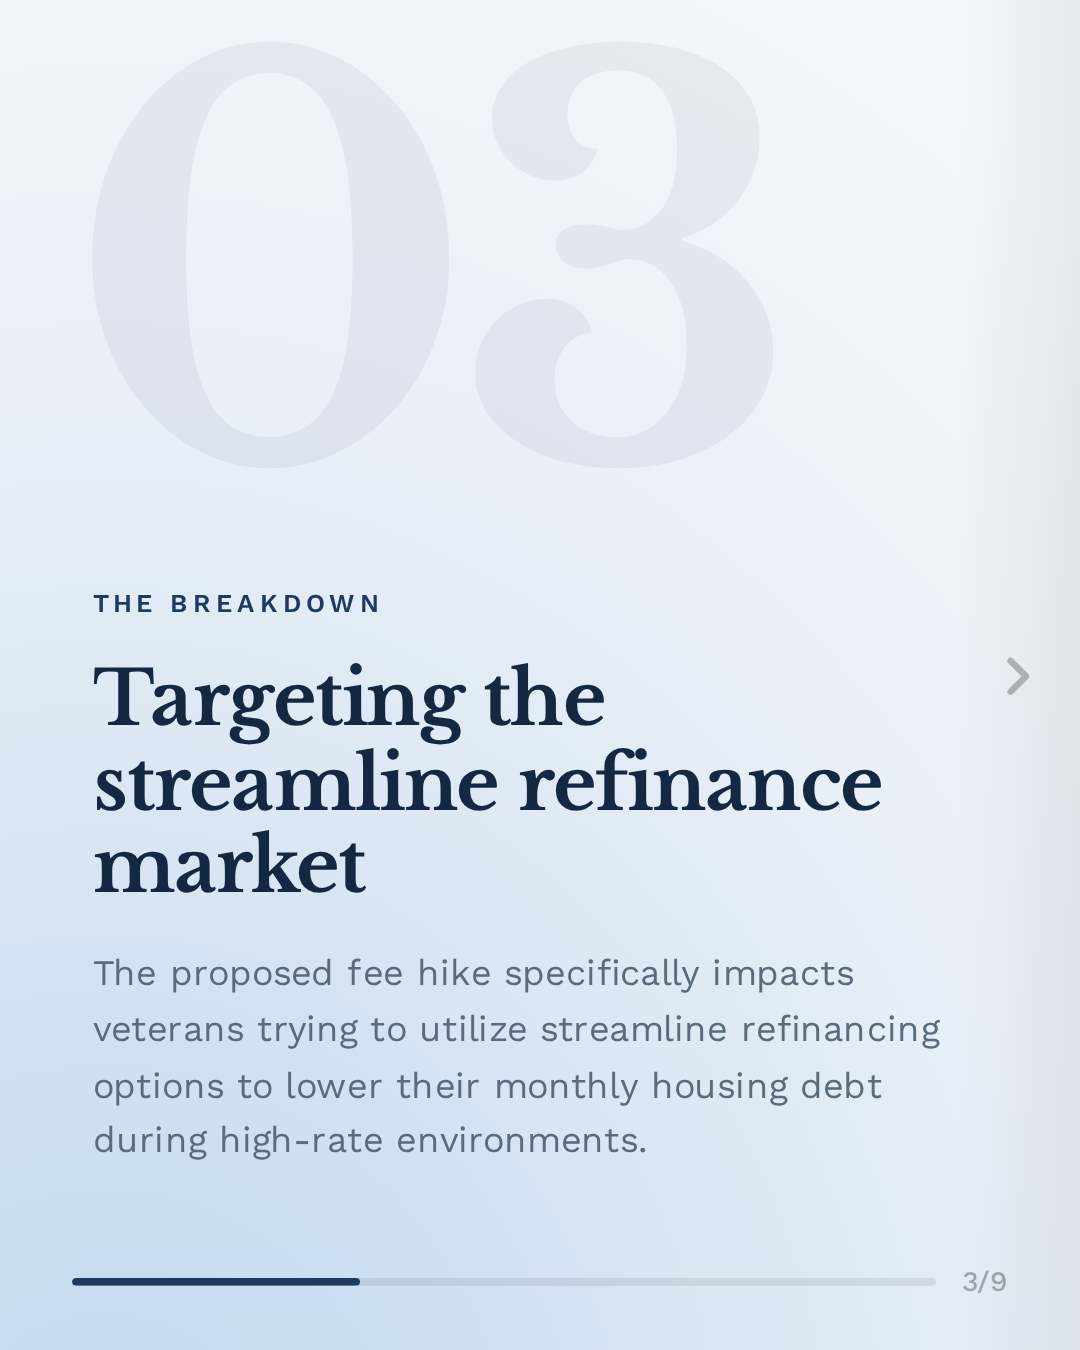 03
THE BREAKDOWN
Targeting the
streamline refinance
market
The proposed fee hike specifically impacts
veterans trying to utilize streamline refinancing
options to lower their monthly housing debt
during high-rate environments.
3/9